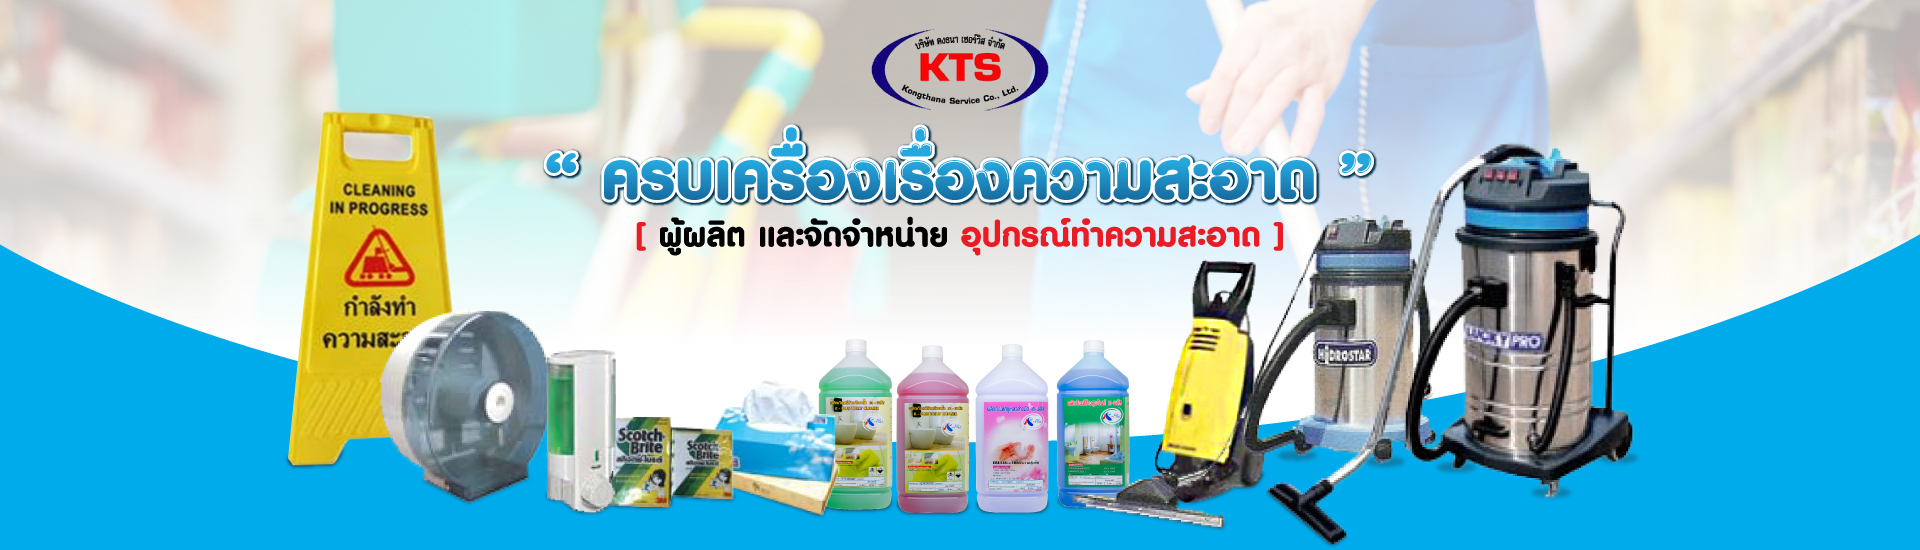 บริษัท คงธนา เซอร์วิส จำกัด
KTS
Kongthana Service Co., Ltd.
“ ครบเครื่องเรื่องความสะอาด ”
[ ผู้ผลิต และจัดจำหน่าย อุปกรณ์ทำความสะอาด ]
CLEANING
IN PROGRESS
กำลังทำ
ความสะ
Scotch
Brite
3M
Scotch
Brite
HIDROSTAR
PRO